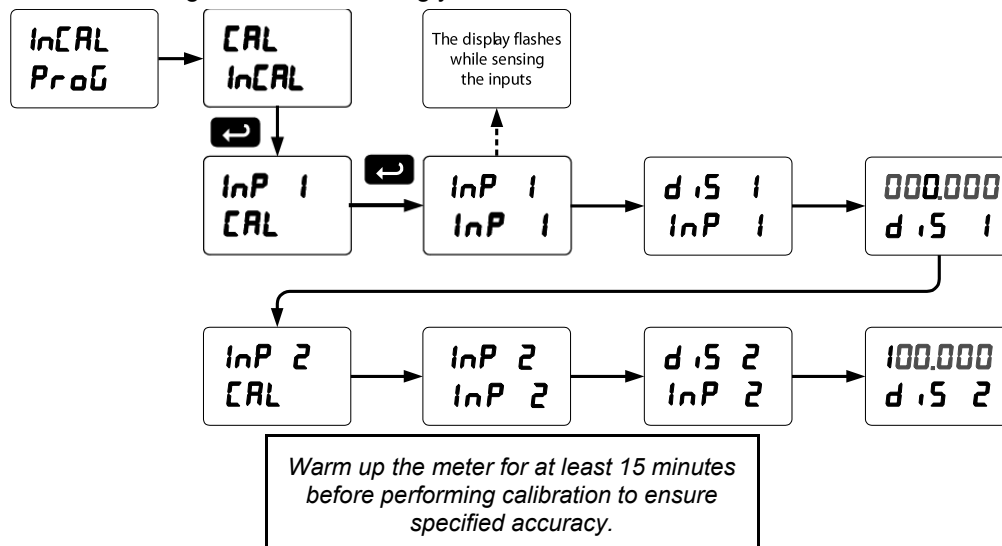 InCAL
ProG
CAL
InCAL
The display flashes
while sensing
the inputs
InP 1
CAL
InP 1
InP 1
diS 1
InP 1
000.000
diS 1
InP 2
CAL
InP 2
InP 2
diS 2
InP 2
100.000
diS 2
Warm up the meter for at least 15 minutes
before performing calibration to ensure
specified accuracy.